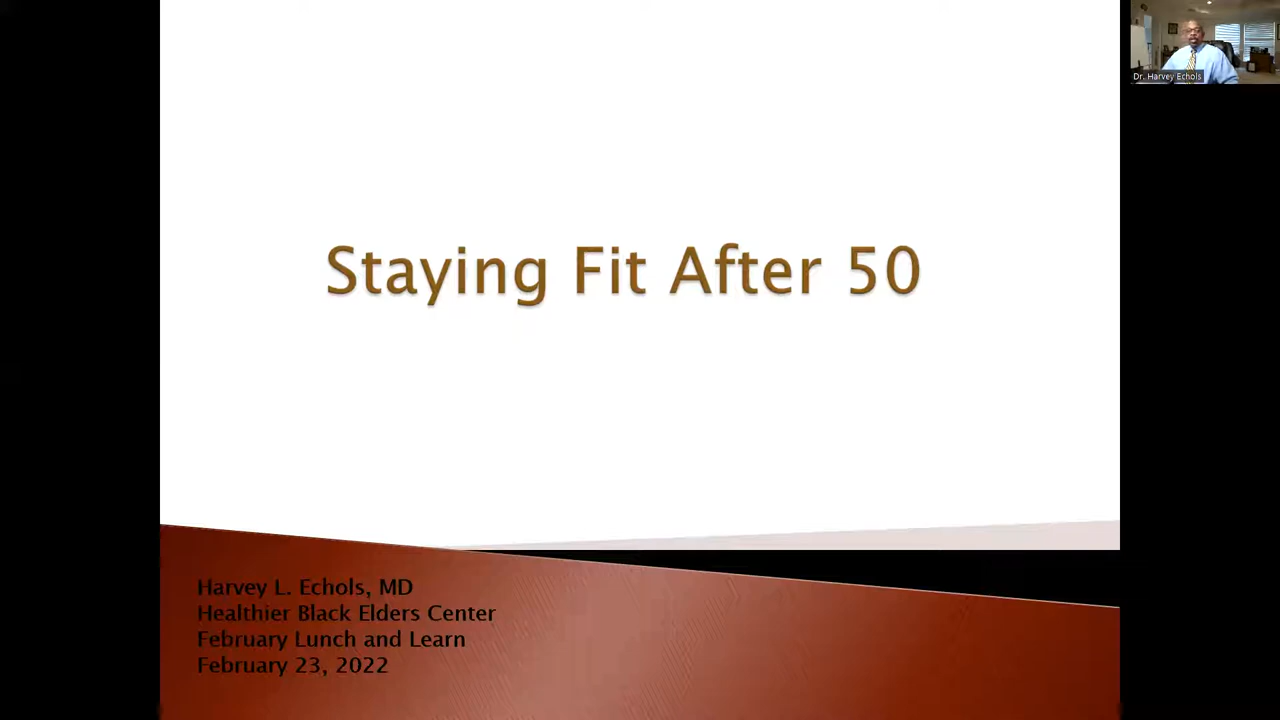 Dr. Harvey Echols
Staying Fit After 50
Harvey L. Echols, MD
Healthier Black Elders Center
February Lunch and Learn
February 23, 2022